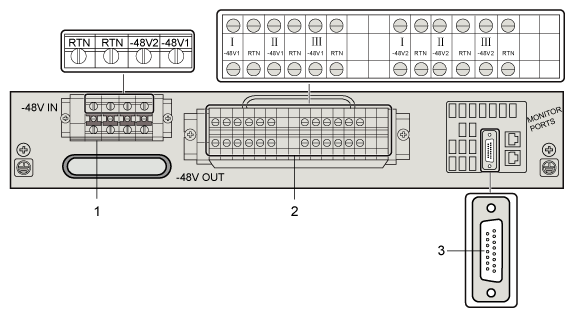 RTN RTN -48V2 -48V1
I II III I II III
-48V1 RTN -48V1 RTN -48V1 RTN -48V2 RTN -48V2 RTN -48V2 RTN
-48V IN
MONITOR
PORTS
-48V OUT
1
2
3